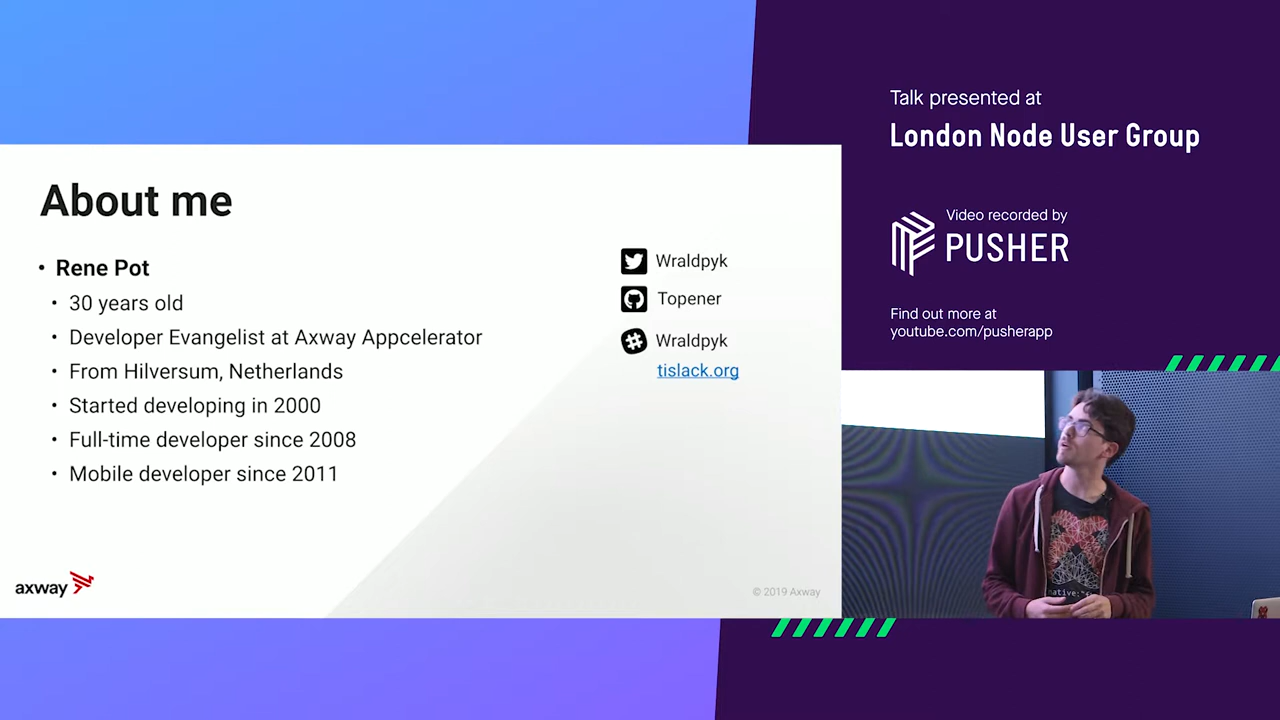 About me
• Rene Pot
• 30 years old
• Developer Evangelist at Axway Appcelerator
• From Hilversum, Netherlands
• Started developing in 2000
• Full-time developer since 2008
• Mobile developer since 2011
Wraldpyk
Topener
Wraldpyk
tislack.org
axway
© 2019 Axway
Talk presented at
London Node User Group
Video recorded by
PUSHER
Find out more at
youtube.com/pusherapp